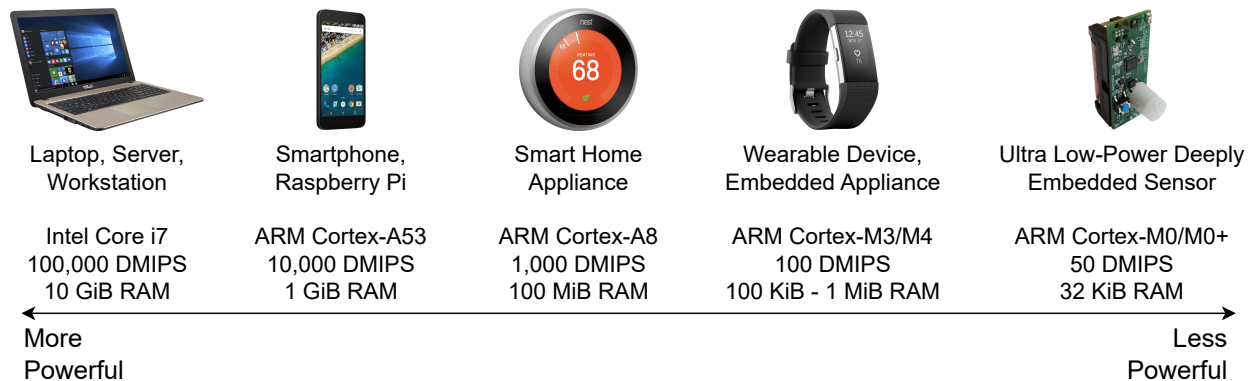 nest
HEATING
68
12:45
76
Laptop, Server,
Workstation
Intel Core i7
100,000 DMIPS
10 GiB RAM
Smartphone,
Raspberry Pi
ARM Cortex-A53
10,000 DMIPS
1 GiB RAM
Smart Home
Appliance
ARM Cortex-A8
1,000 DMIPS
100 MiB RAM
Wearable Device,
Embedded Appliance
ARM Cortex-M3/M4
100 DMIPS
100 KiB - 1 MiB RAM
Ultra Low-Power Deeply
Embedded Sensor
ARM Cortex-M0/M0+
50 DMIPS
32 KiB RAM
More
Powerful
Less
Powerful